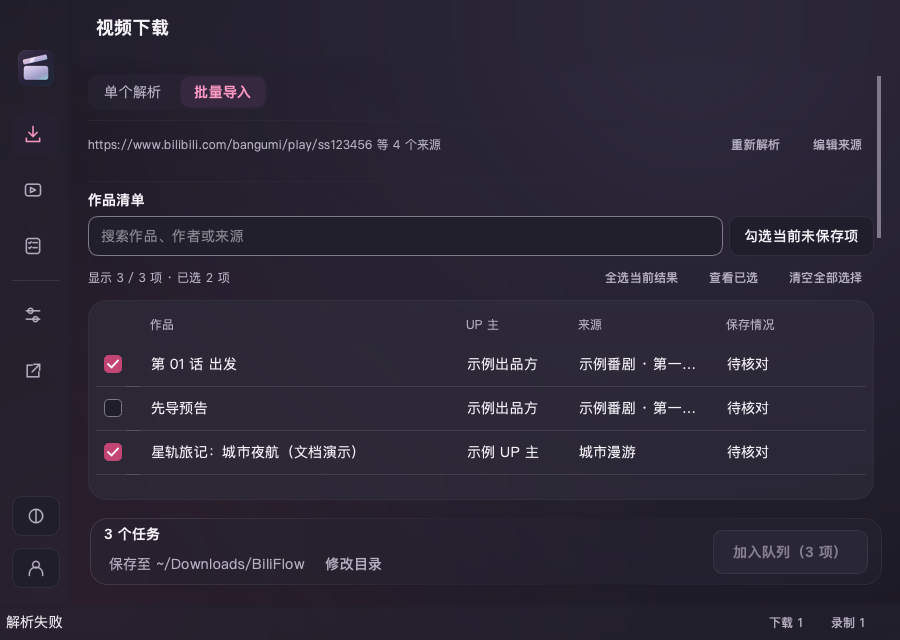 视频下载
单个解析 批量导入
https://www.bilibili.com/bangumi/play/ss123456 等 4 个来源 重新解析 编辑来源
作品清单
搜索作品、作者或来源 勾选当前未保存项
显示 3 / 3 项 · 已选 2 项 全选当前结果 查看已选 清空全部选择
作品 UP 主 来源 保存情况
第 01 话 出发 示例出品方 示例番剧 · 第一… 待核对
先导预告 示例出品方 示例番剧 · 第一… 待核对
星轨旅记：城市夜航（文档演示） 示例 UP 主 城市漫游 待核对
3 个任务
保存至 ~/Downloads/BiliFlow 修改目录 加入队列（3 项）
解析失败 下载 1 录制 1